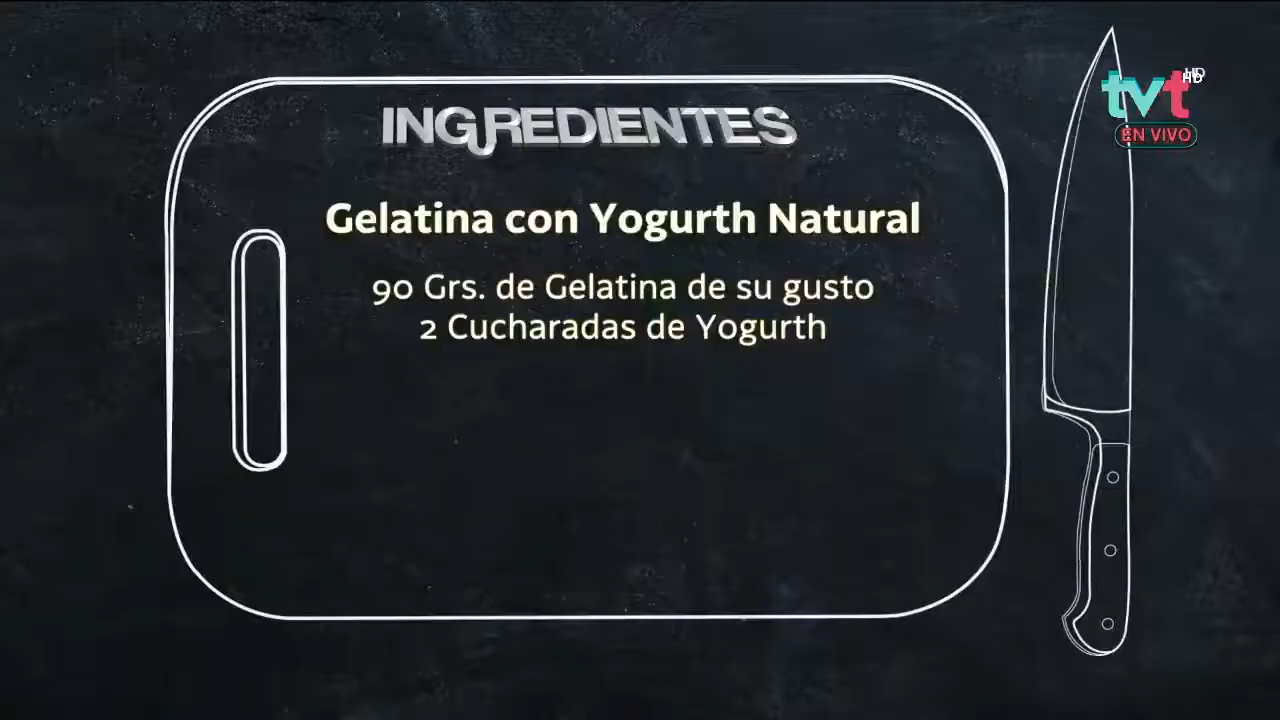 INGREDIENTES
Gelatina con Yogurth Natural
90 Grs. de Gelatina de su gusto
2 Cucharadas de Yogurth
tvt HD
EN VIVO